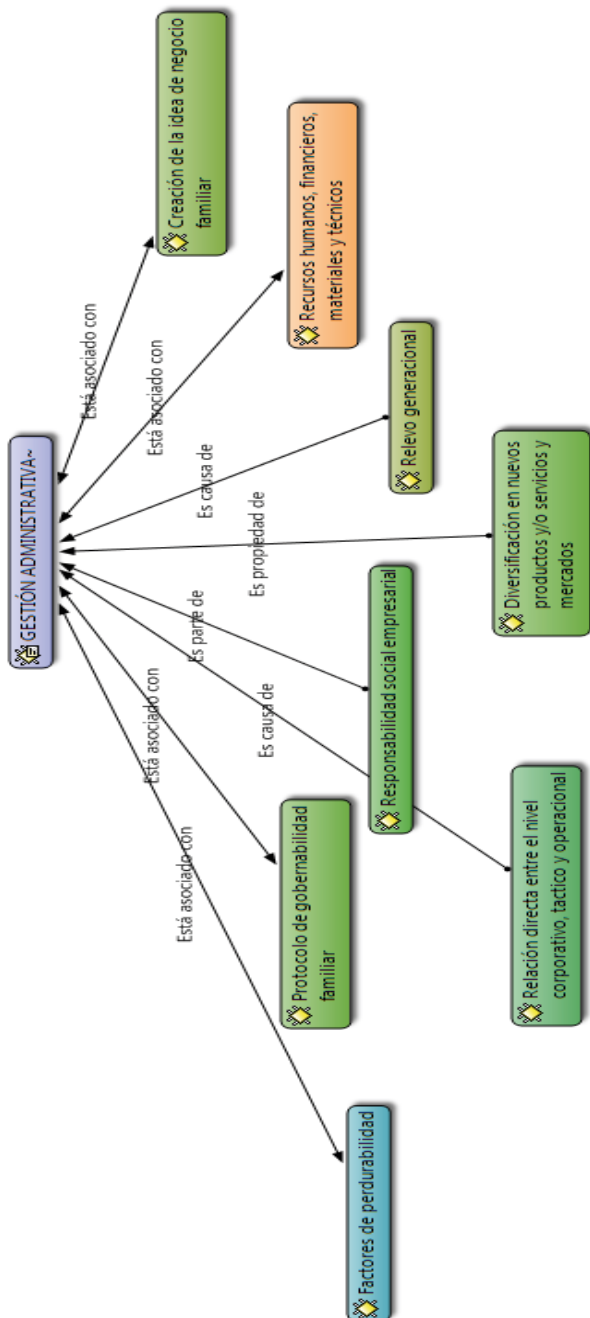 GESTIÓN ADMINISTRATIVA~
Está asociado con
Está asociado con
Está asociado con
Es causa de
Es parte de
Es propiedad de
Es causa de
Está asociado con
Factores de perdurabilidad
Protocolo de gobernabilidad
familiar
Relación directa entre el nivel
corporativo, tactico y operacional
Responsabilidad social empresarial
Diversificación en nuevos
productos y/o servicios y
mercados
Relevo generacional
Recursos humanos, financieros,
materiales y técnicos
Creación de la idea de negocio
familiar